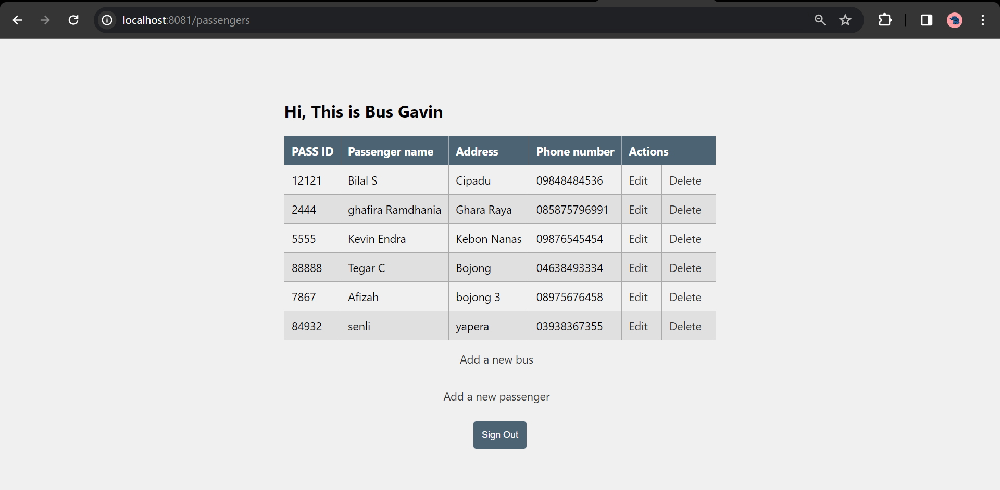 localhost:8081/passengers
Hi, This is Bus Gavin
PASS ID Passenger name Address Phone number Actions
12121 Bilal S Cipadu 09848484536 Edit Delete
2444 ghafira Ramdhania Ghara Raya 085875796991 Edit Delete
5555 Kevin Endra Kebon Nanas 09876545454 Edit Delete
88888 Tegar C Bojong 04638493334 Edit Delete
7867 Afizah bojong 3 08975676458 Edit Delete
84932 senli yapera 03938367355 Edit Delete
Add a new bus
Add a new passenger
Sign Out